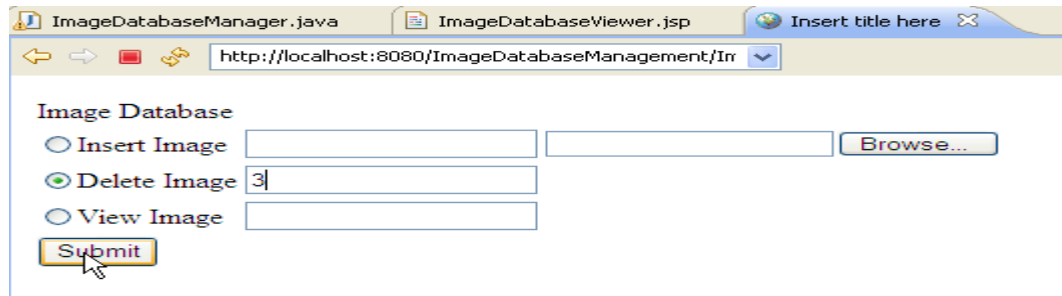 ImageDatabaseManager.java ImageDatabaseViewer.jsp Insert title here
http://localhost:8080/ImageDatabaseManagement/Im
Image Database
Insert Image Browse...
Delete Image 3
View Image
Submit